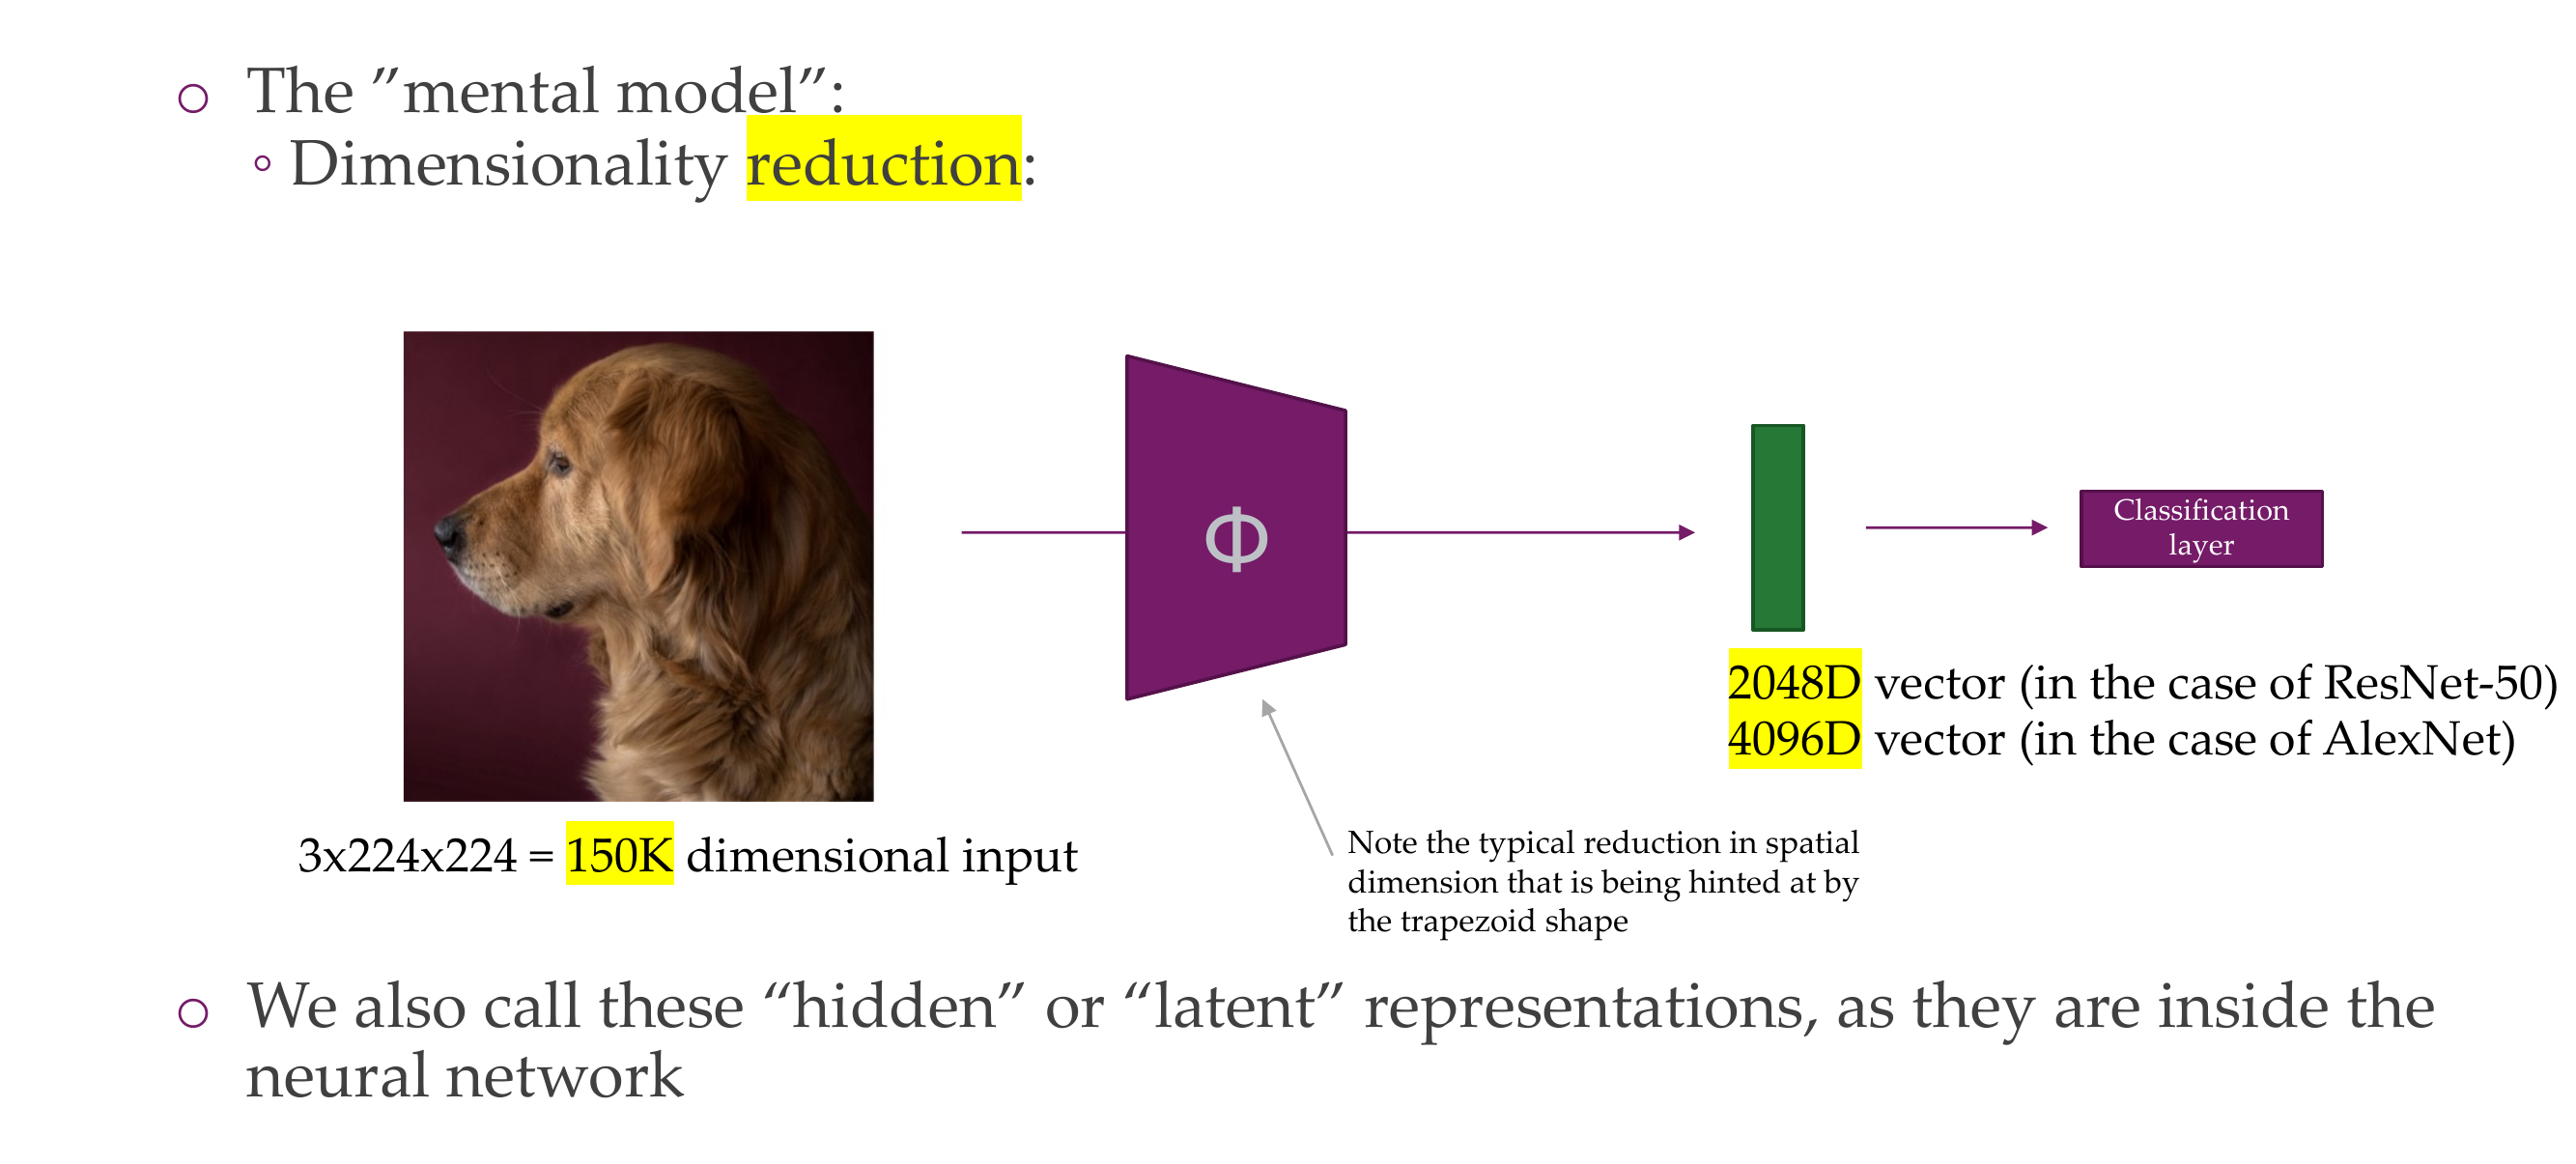 The ”mental model”:
Dimensionality reduction:
Φ
Classification
layer
2048D vector (in the case of ResNet-50)
4096D vector (in the case of AlexNet)
3x224x224 = 150K dimensional input
Note the typical reduction in spatial
dimension that is being hinted at by
the trapezoid shape
We also call these “hidden” or “latent” representations, as they are inside the
neural network